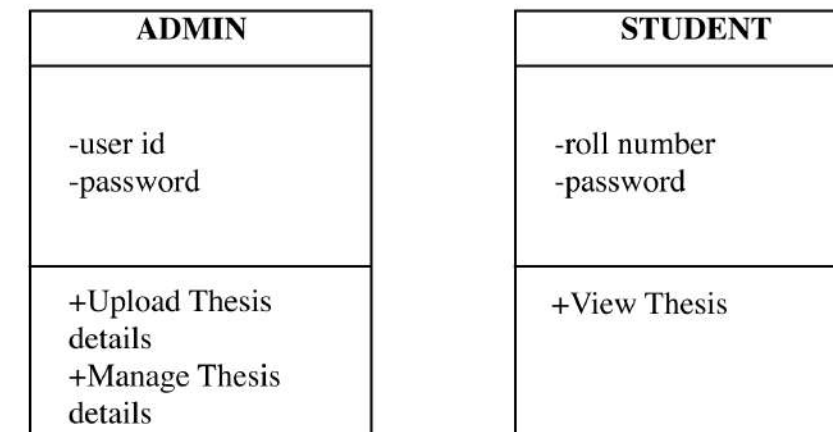 ADMIN
-user id
-password
+Upload Thesis
details
+Manage Thesis
details
STUDENT
-roll number
-password
+View Thesis